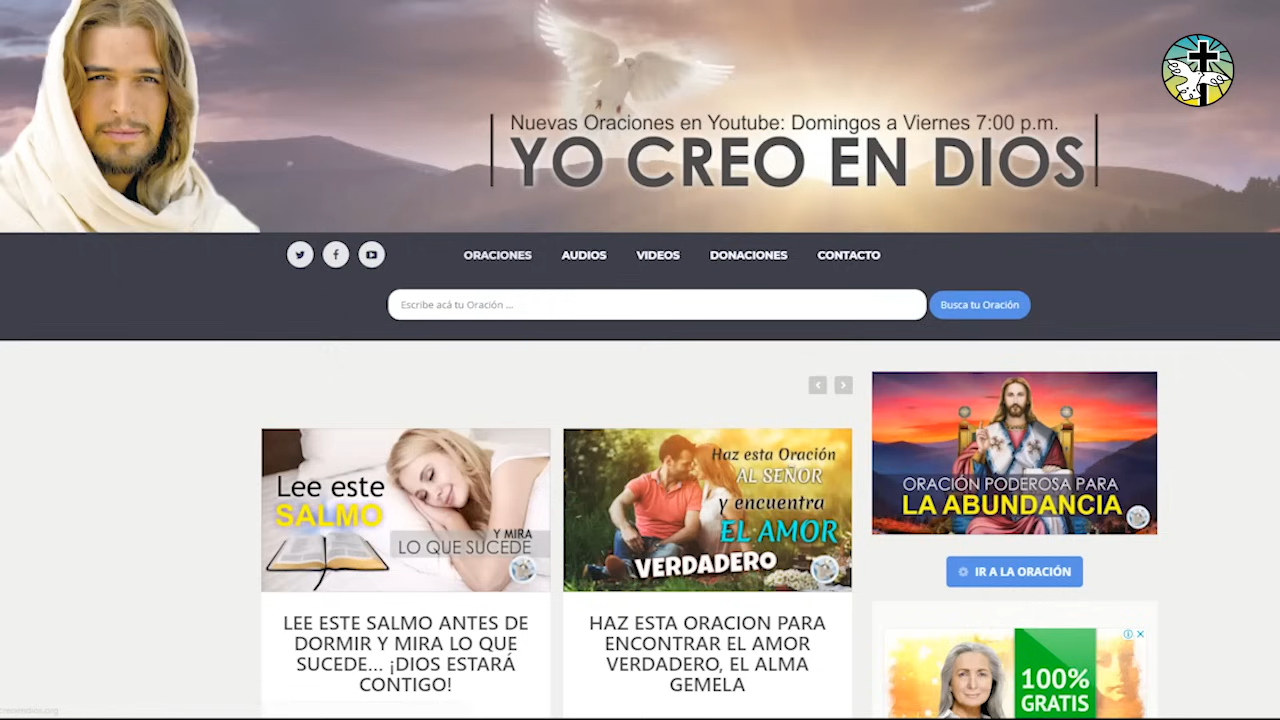 Nuevas Oraciones en Youtube: Domingos a Viernes 7:00 p.m.
YO CREO EN DIOS
ORACIONES AUDIOS VIDEOS DONACIONES CONTACTO
Escribe acá tu Oración ...
Busca tu Oración
Lee este
SALMO
Y MIRA
LO QUE SUCEDE
LEE ESTE SALMO ANTES DE
DORMIR Y MIRA LO QUE
SUCEDE... ¡DIOS ESTARÁ
CONTIGO!
Haz esta Oración
AL SEÑOR
y encuentra
EL AMOR
VERDADERO
HAZ ESTA ORACION PARA
ENCONTRAR EL AMOR
VERDADERO, EL ALMA
GEMELA
ORACIÓN PODEROSA PARA
LA ABUNDANCIA
IR A LA ORACIÓN
100%
GRATIS